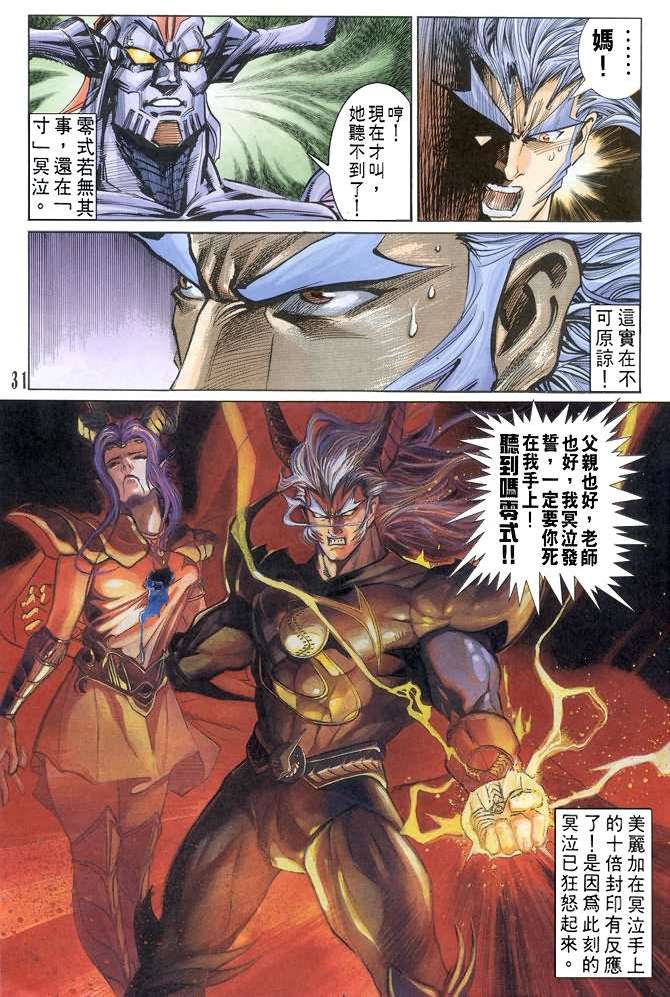 ……
媽！
哼！
現在才叫，
她聽不到了！
零式若無其
事，還在「
寸」冥泣。
這實在不
可原諒！
31
父親也好，老師
也好，我冥泣發
誓，一定要你死
在我手上！
聽到嗎零式!!
美麗加在冥泣手上
的十倍封印有反應
了！是因為此刻的
冥泣已狂怒起來。